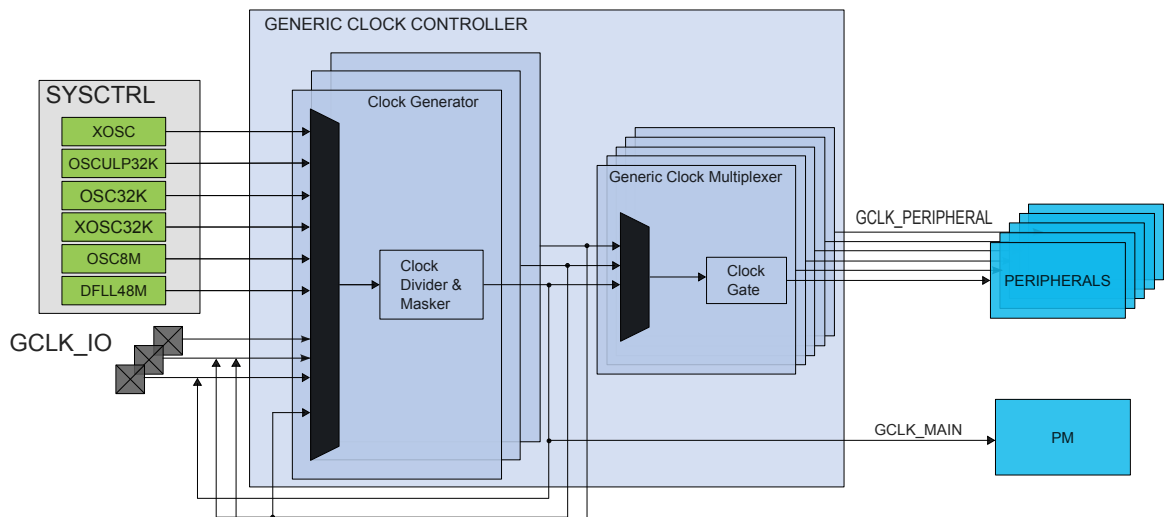 GENERIC CLOCK CONTROLLER
SYSCTRL
XOSC
OSCULP32K
OSC32K
XOSC32K
OSC8M
DFLL48M
GCLK_IO
Clock Generator
Clock
Divider &
Masker
Generic Clock Multiplexer
Clock
Gate
GCLK_PERIPHERAL
PERIPHERALS
GCLK_MAIN
PM